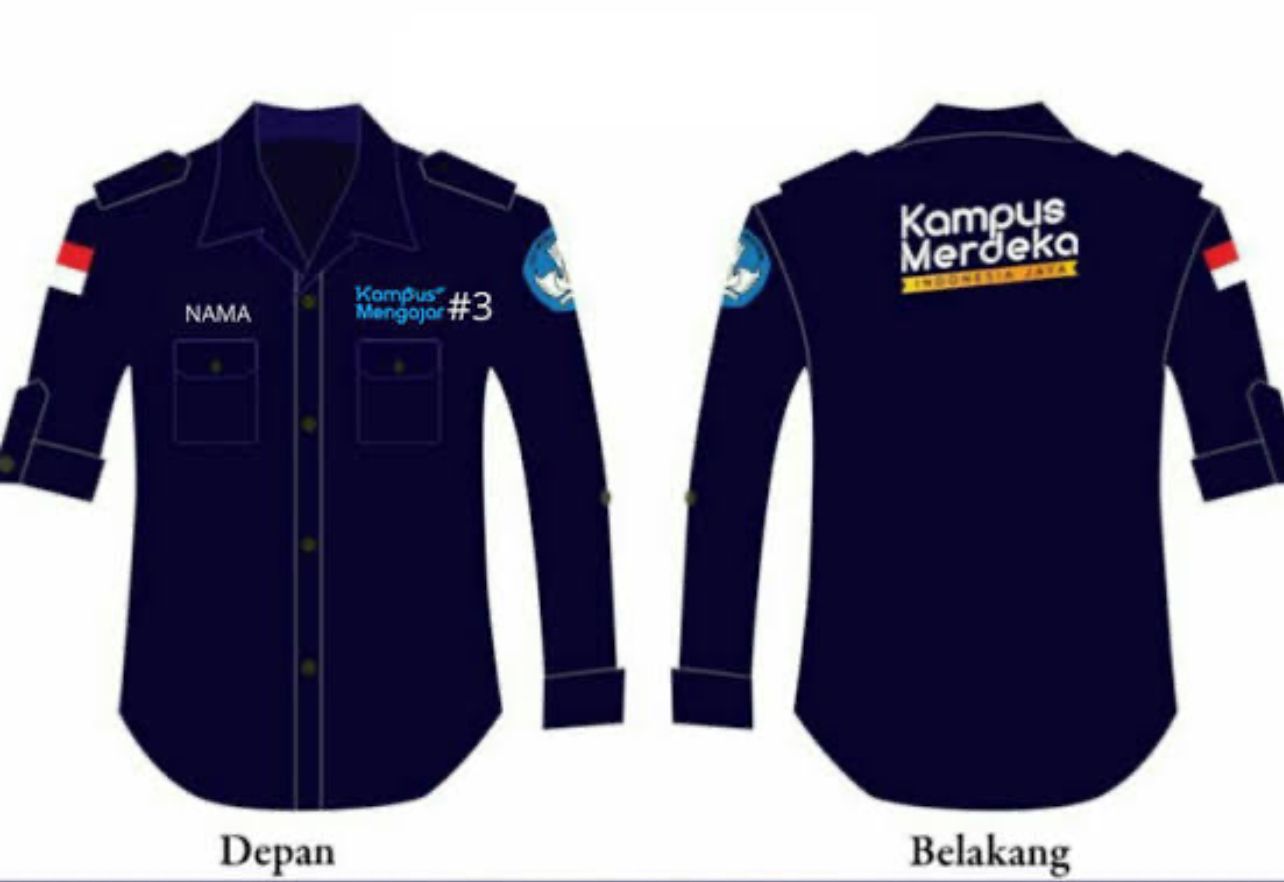 NAMA
Kampus
Mengajar
#3
Kampus
Merdeka
INDONESIA JAYA
Depan
Belakang